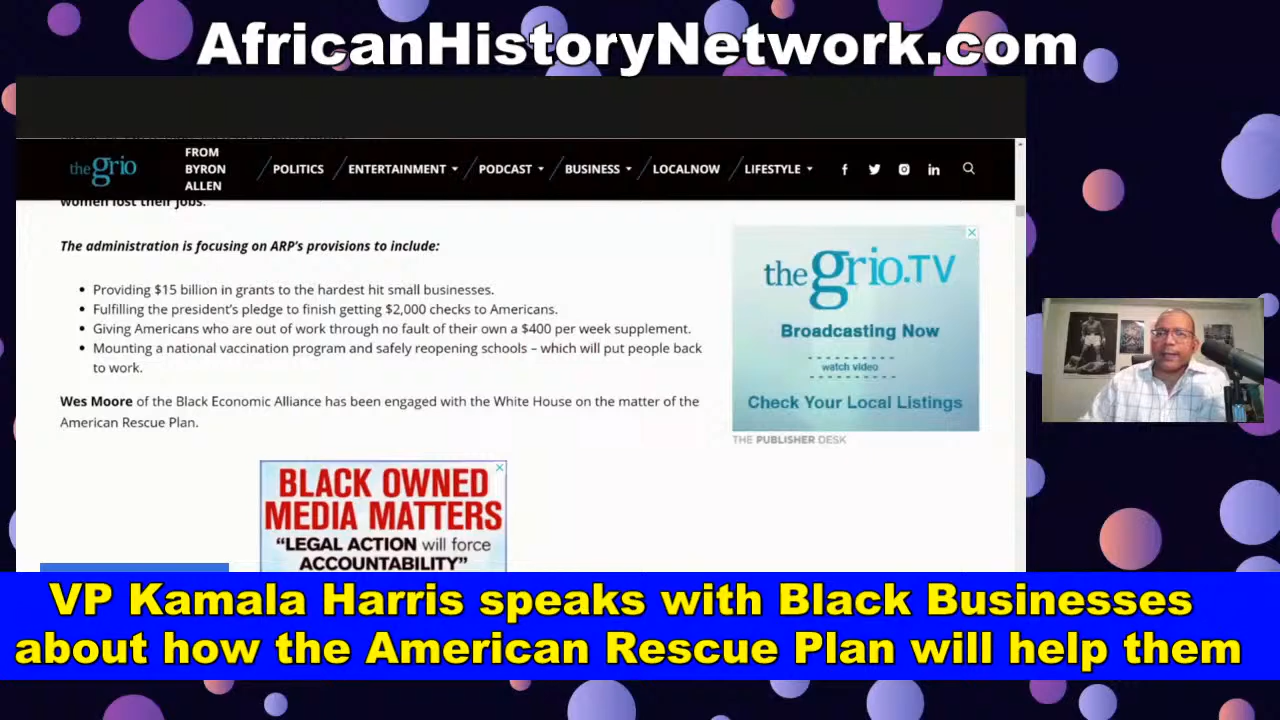 AfricanHistoryNetwork.com
the grio
FROM
BYRON
ALLEN
POLITICS
ENTERTAINMENT
PODCAST
BUSINESS
LOCALNOW
LIFESTYLE
women lost their jobs.
The administration is focusing on ARP's provisions to include:
• Providing $15 billion in grants to the hardest hit small businesses.
• Fulfilling the president's pledge to finish getting $2,000 checks to Americans.
• Giving Americans who are out of work through no fault of their own a $400 per week supplement.
• Mounting a national vaccination program and safely reopening schools – which will put people back
to work.
Wes Moore of the Black Economic Alliance has been engaged with the White House on the matter of the
American Rescue Plan.
the grio.TV
Broadcasting Now
watch video
Check Your Local Listings
THE PUBLISHER DESK
BLACK OWNED
MEDIA MATTERS
"LEGAL ACTION will force
ACCOUNTABILITY"
VP Kamala Harris speaks with Black Businesses
about how the American Rescue Plan will help them